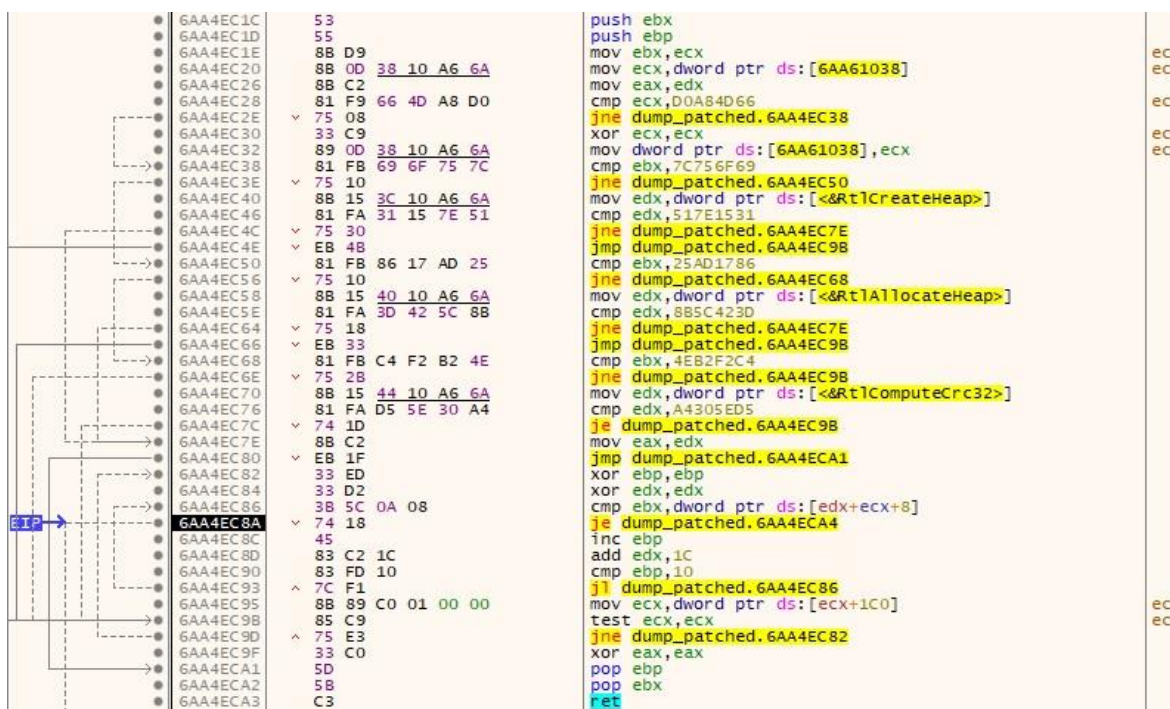 6AA4EC1C 53 push ebx
6AA4EC1D 55 push ebp
6AA4EC1E 8B D9 mov ebx,ecx ec
6AA4EC20 8B 0D 38 10 A6 6A mov ecx,dword ptr ds:[6AA61038] ec
6AA4EC26 8B C2 mov eax,edx
6AA4EC28 81 F9 66 4D A8 D0 cmp ecx,D0A84D66 ec
6AA4EC2E 75 08 jne dump_patched.6AA4EC38
6AA4EC30 33 C9 xor ecx,ecx ec
6AA4EC32 89 0D 38 10 A6 6A mov dword ptr ds:[6AA61038],ecx ec
6AA4EC38 81 FB 69 6F 75 7C cmp ebx,7C756F69
6AA4EC3E 75 10 jne dump_patched.6AA4EC50
6AA4EC40 8B 15 3C 10 A6 6A mov edx,dword ptr ds:[<&RtlCreateHeap>]
6AA4EC46 81 FA 31 15 7E 51 cmp edx,517E1531
6AA4EC4C 75 30 jne dump_patched.6AA4EC7E
6AA4EC4E EB 4B jmp dump_patched.6AA4EC9B
6AA4EC50 81 FB 86 17 AD 25 cmp ebx,25AD1786
6AA4EC56 75 10 jne dump_patched.6AA4EC68
6AA4EC58 8B 15 40 10 A6 6A mov edx,dword ptr ds:[<&RtlAllocateHeap>]
6AA4EC5E 81 FA 3D 42 5C 8B cmp edx,8B5C423D
6AA4EC64 75 18 jne dump_patched.6AA4EC7E
6AA4EC66 EB 33 jmp dump_patched.6AA4EC9B
6AA4EC68 81 FB C4 F2 B2 4E cmp ebx,4EB2F2C4
6AA4EC6E 75 2B jne dump_patched.6AA4EC9B
6AA4EC70 8B 15 44 10 A6 6A mov edx,dword ptr ds:[<&RtlComputeCrc32>]
6AA4EC76 81 FA D5 5E 30 A4 cmp edx,A4305ED5
6AA4EC7C 74 1D je dump_patched.6AA4EC9B
6AA4EC7E 8B C2 mov eax,edx
6AA4EC80 EB 1F jmp dump_patched.6AA4ECA1
6AA4EC82 33 ED xor ebp,ebp
6AA4EC84 33 D2 xor edx,edx
6AA4EC86 3B 5C 0A 08 cmp ebx,dword ptr ds:[edx+ecx+8]
EIP 6AA4EC8A 74 18 je dump_patched.6AA4ECA4
6AA4EC8C 45 inc ebp
6AA4EC8D 83 C2 1C add edx,1C
6AA4EC90 83 FD 10 cmp ebp,10
6AA4EC93 7C F1 jl dump_patched.6AA4EC86
6AA4EC95 8B 89 C0 01 00 00 mov ecx,dword ptr ds:[ecx+1C0] ec
6AA4EC9B 85 C9 test ecx,ecx ec
6AA4EC9D 75 E3 jne dump_patched.6AA4EC82
6AA4EC9F 33 C0 xor eax,eax
6AA4ECA1 5D pop ebp
6AA4ECA2 5B pop ebx
6AA4ECA3 C3 ret